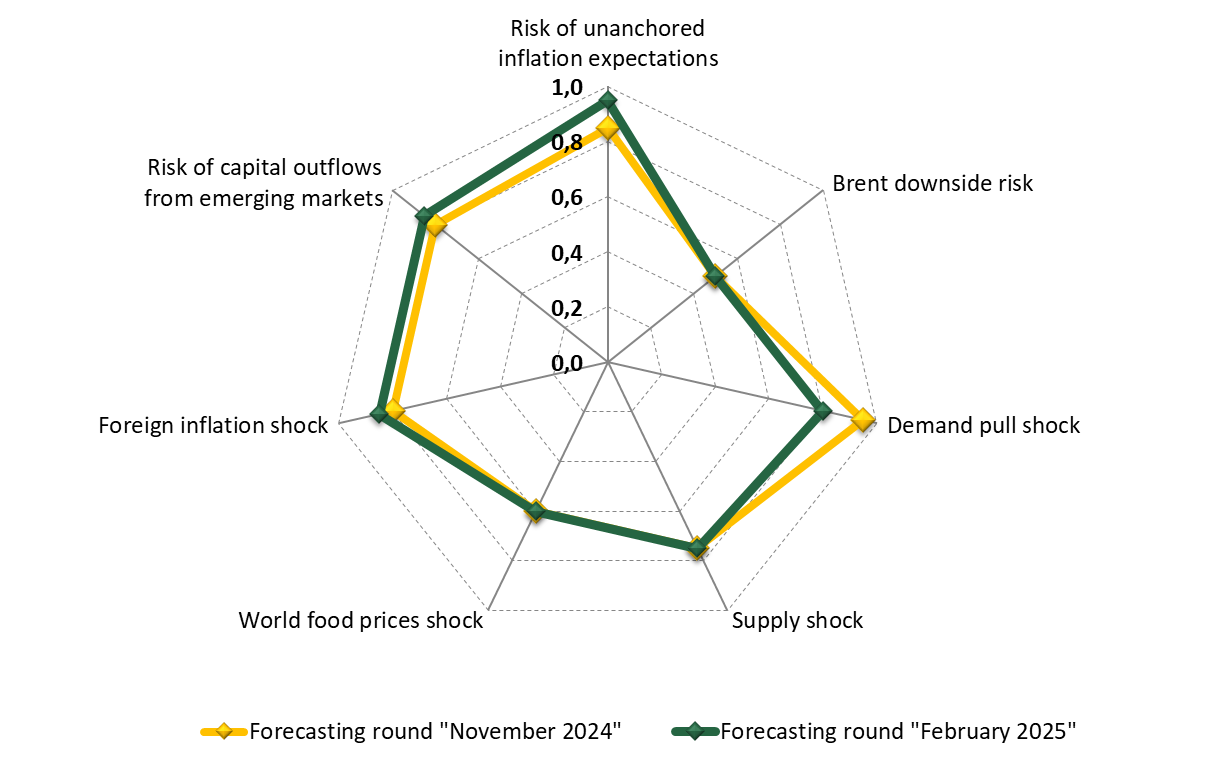 Risk of unanchored
inflation expectations
1,0
0,8
0,6
0,4
0,2
0,0
Risk of capital outflows
from emerging markets
Brent downside risk
Foreign inflation shock
Demand pull shock
World food prices shock
Supply shock
Forecasting round "November 2024"
Forecasting round "February 2025"